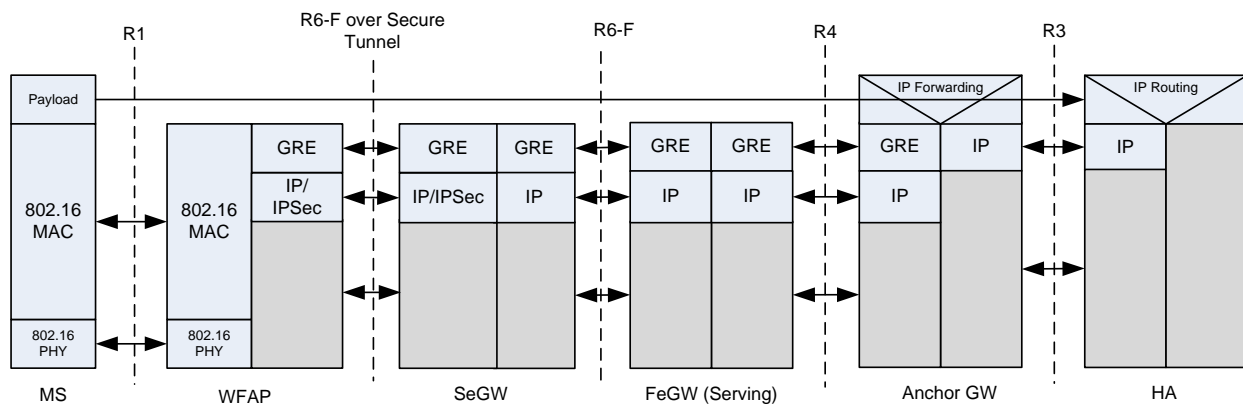 R1
R6-F over Secure
Tunnel
R6-F
R4
R3
Payload
IP Forwarding
IP Routing
802.16
MAC
802.16
MAC
GRE
GRE
GRE
GRE
GRE
GRE
IP
IP
IP/
IPSec
IP/IPSec
IP
IP
IP
IP
802.16
PHY
802.16
PHY
MS
WFAP
SeGW
FeGW (Serving)
Anchor GW
HA